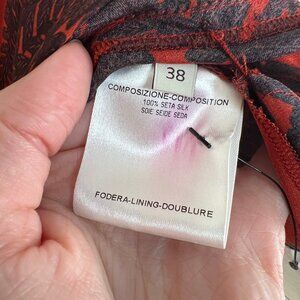 38
COMPOSIZIONE-COMPOSITION
100% SETA SILK
SOIE SEIDE SEDA
FODERA-LINING-DOUBLURE